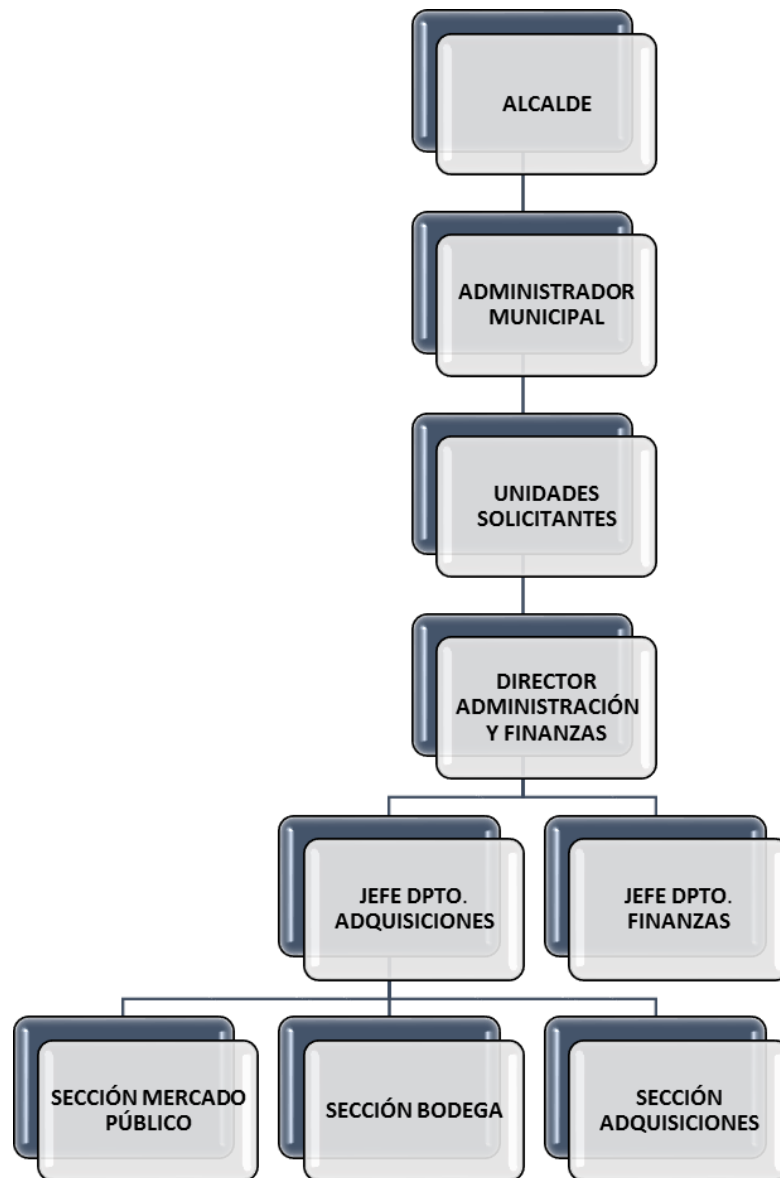 ALCALDE
ADMINISTRADOR
MUNICIPAL
UNIDADES
SOLICITANTES
DIRECTOR
ADMINISTRACIÓN
Y FINANZAS
JEFE DPTO.
ADQUISICIONES
JEFE DPTO.
FINANZAS
SECCIÓN MERCADO
PÚBLICO
SECCIÓN BODEGA
SECCIÓN
ADQUISICIONES